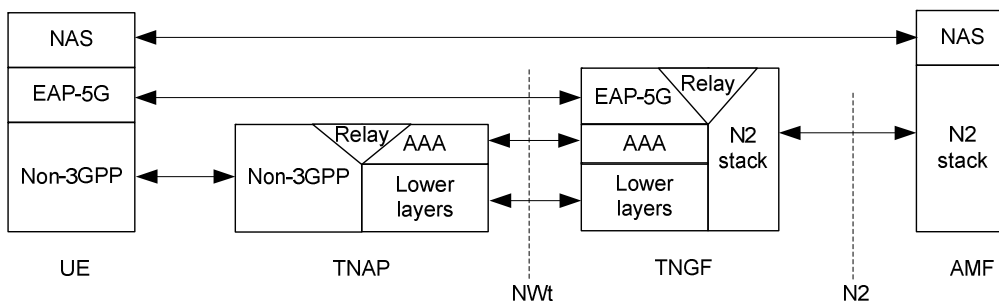 NAS
NAS
EAP-5G
EAP-5G
Relay
Relay
AAA
AAA
N2
stack
N2
stack
Non-3GPP
Non-3GPP
Lower
layers
Lower
layers
UE
TNAP
TNGF
AMF
NWt
N2